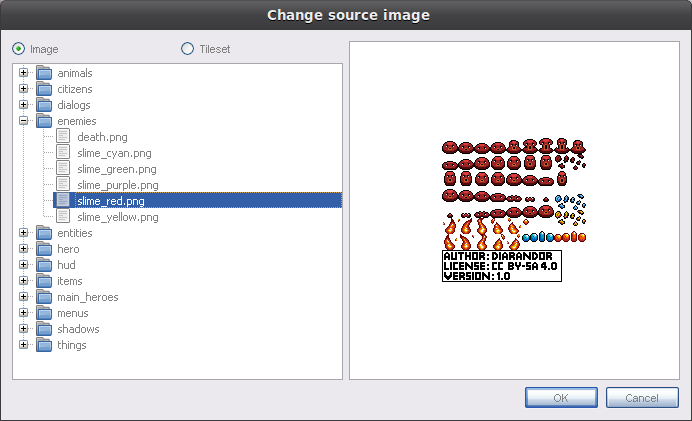 Change source image
Image
Tileset
animals
citizens
dialogs
enemies
death.png
slime_cyan.png
slime_green.png
slime_purple.png
slime_red.png
slime_yellow.png
entities
hero
hud
items
main_heroes
menus
shadows
things
AUTHOR: DIARANDOR
LICENSE: CC BY-SA 4.0
VERSION: 1.0
OK
Cancel